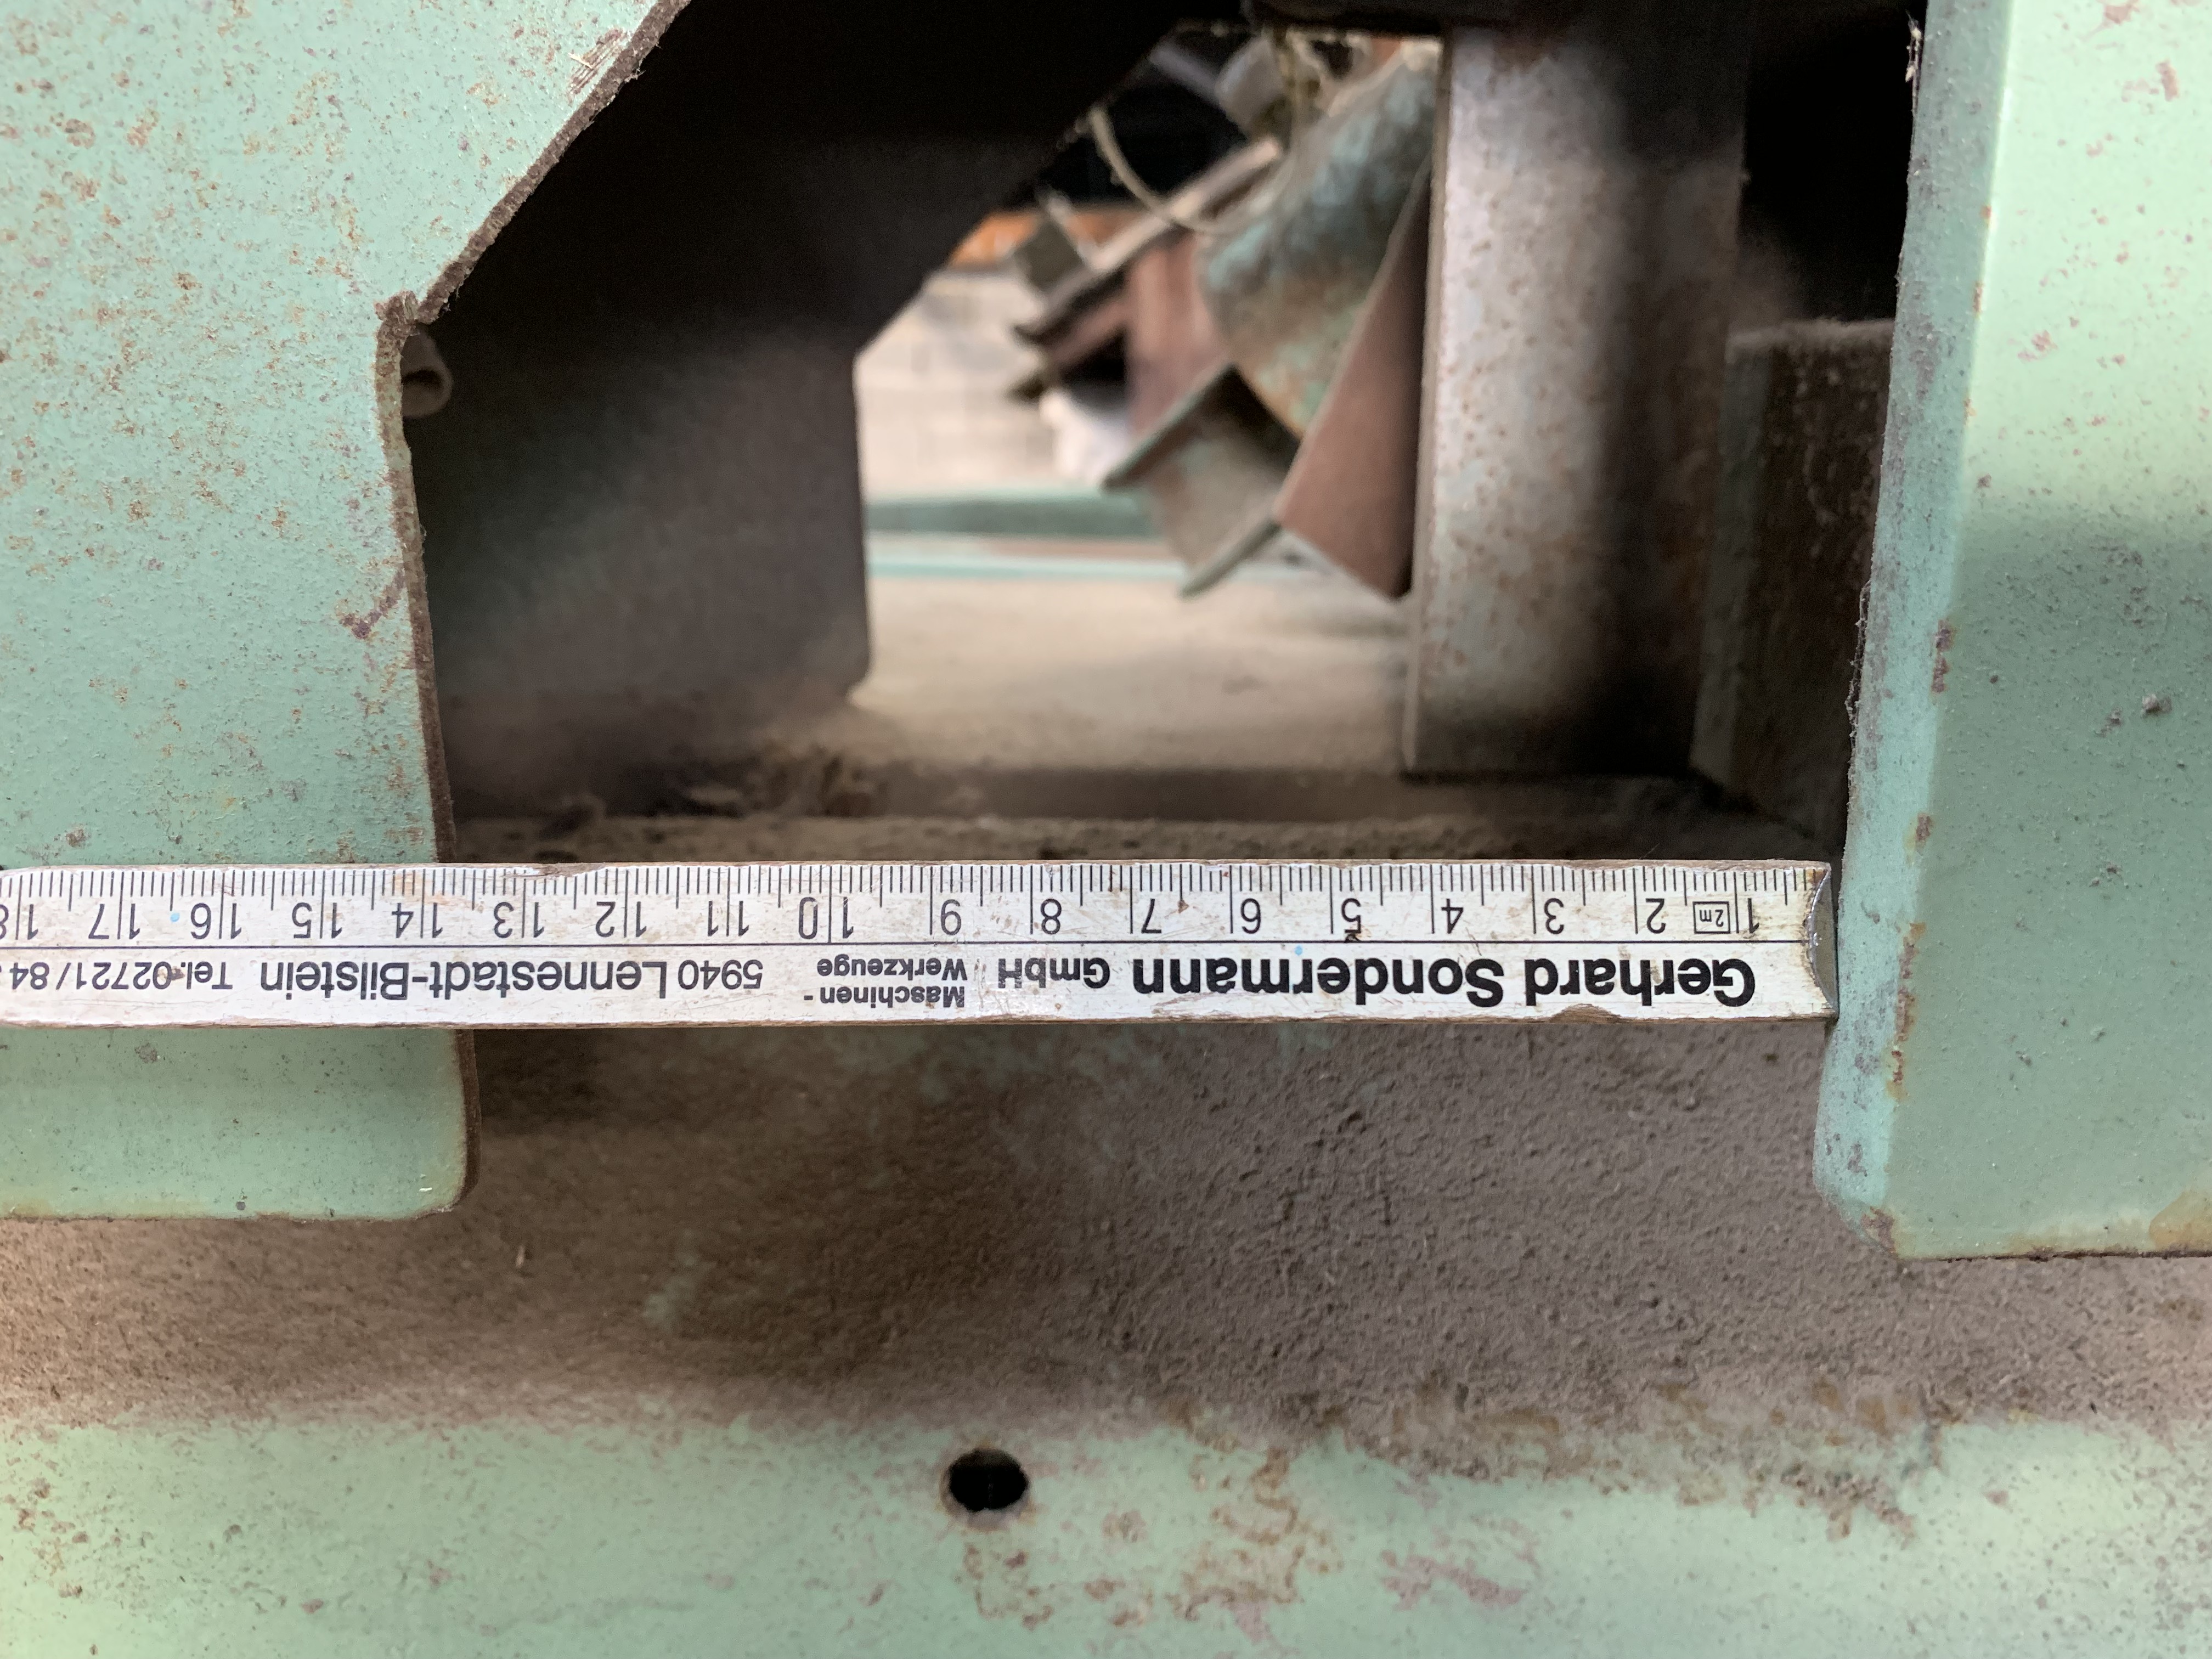 Gerhard Sondermann GmbH Maschinen-
Werkzeuge 5940 Lennestadt-Bilstein Tel. 02721/84
1 2m 2 3 4 5 6 7 8 9 10 11 12 13 14 15 16 17 18